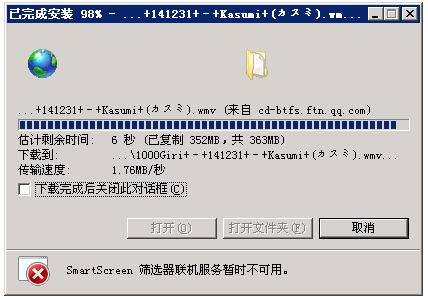 已完成安装 98% - ...+141231+-+Kasumi+(カスミ).wm...
...+141231+-+Kasumi+(カスミ).wmv (来自 cd-btfs.ftn.qq.com)
估计剩余时间: 6 秒 (已复制 352MB，共 363MB)
下载到: ...\1000Giri+-+141231+-+Kasumi+(カスミ).wmv...
传输速度: 1.76MB/秒
下载完成后关闭此对话框(C)
打开(O) 打开文件夹(F) 取消
SmartScreen 筛选器联机服务暂时不可用。